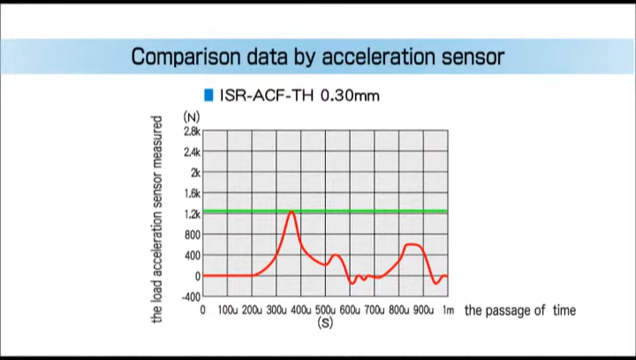 Comparison data by acceleration sensor
ISR-ACF-TH 0.30mm
the load acceleration sensor measured
(N)
2.8k
2.4k
2k
1.6k
1.2k
800
400
0
-400
0 100u 200u 300u 400u 500u 600u 700u 800u 900u 1m
(S)
the passage of time